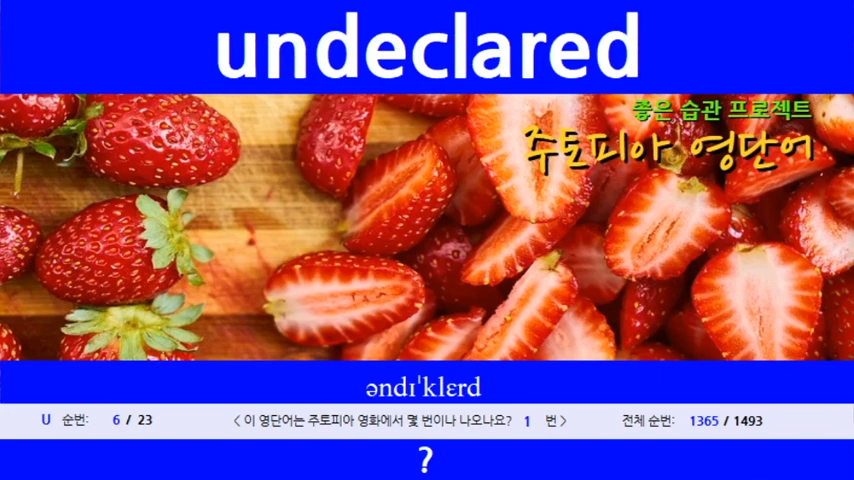 undeclared
좋은 습관 프로젝트
주토피아 영단어
əndɪˈklɛrd
U 순번: 6 / 23 < 이 영단어는 주토피아 영화에서 몇 번이나 나오나요? 1 번 > 전체 순번: 1365 / 1493
?